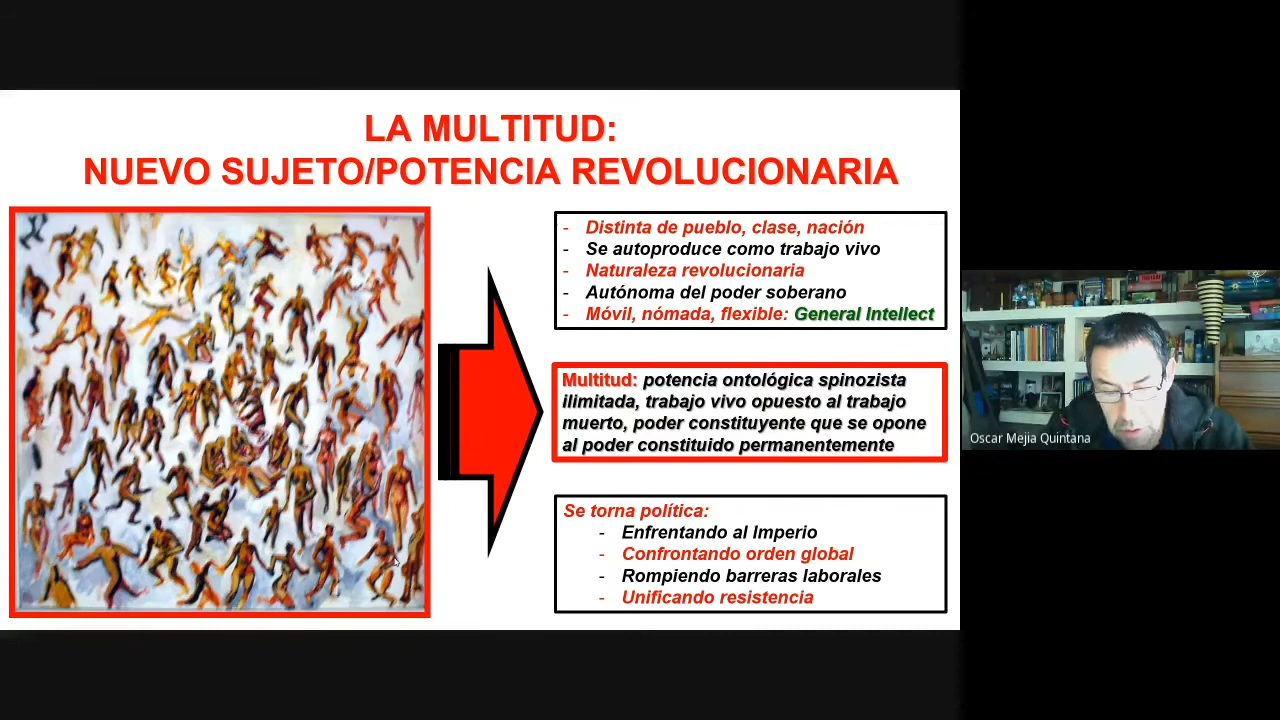 LA MULTITUD:
NUEVO SUJETO/POTENCIA REVOLUCIONARIA
- Distinta de pueblo, clase, nación
- Se autoproduce como trabajo vivo
- Naturaleza revolucionaria
- Autónoma del poder soberano
- Móvil, nómada, flexible: General Intellect
Multitud: potencia ontológica spinozista
ilimitada, trabajo vivo opuesto al trabajo
muerto, poder constituyente que se opone
al poder constituido permanentemente
Se torna política:
- Enfrentando al Imperio
- Confrontando orden global
- Rompiendo barreras laborales
- Unificando resistencia
Oscar Mejia Quintana